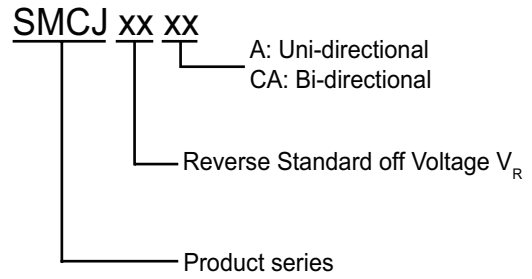 SMCJ xx xx
A: Uni-directional
CA: Bi-directional
Reverse Standard off Voltage VR
Product series